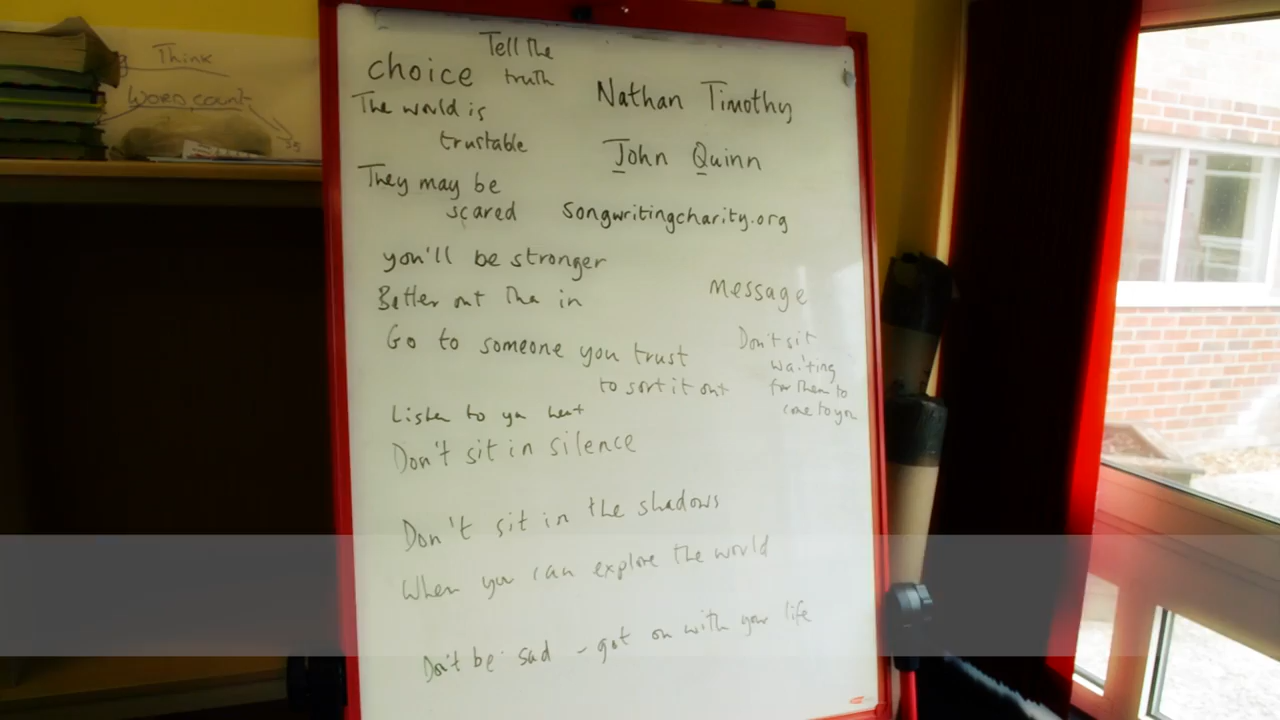 Think
Word count
35
Tell the
truth
choice
The world is
trustable
They may be
scared
you'll be stronger
Better out tha in
Go to someone you trust
to sort it out
Listen to yr heart
Don't sit in silence
Don't sit in the shadows
When you can explore the world
Don't be sad - got on with your life
Nathan Timothy
John Quinn
Songwritingcharity.org
message
Don't sit
waiting
for them to
come to you